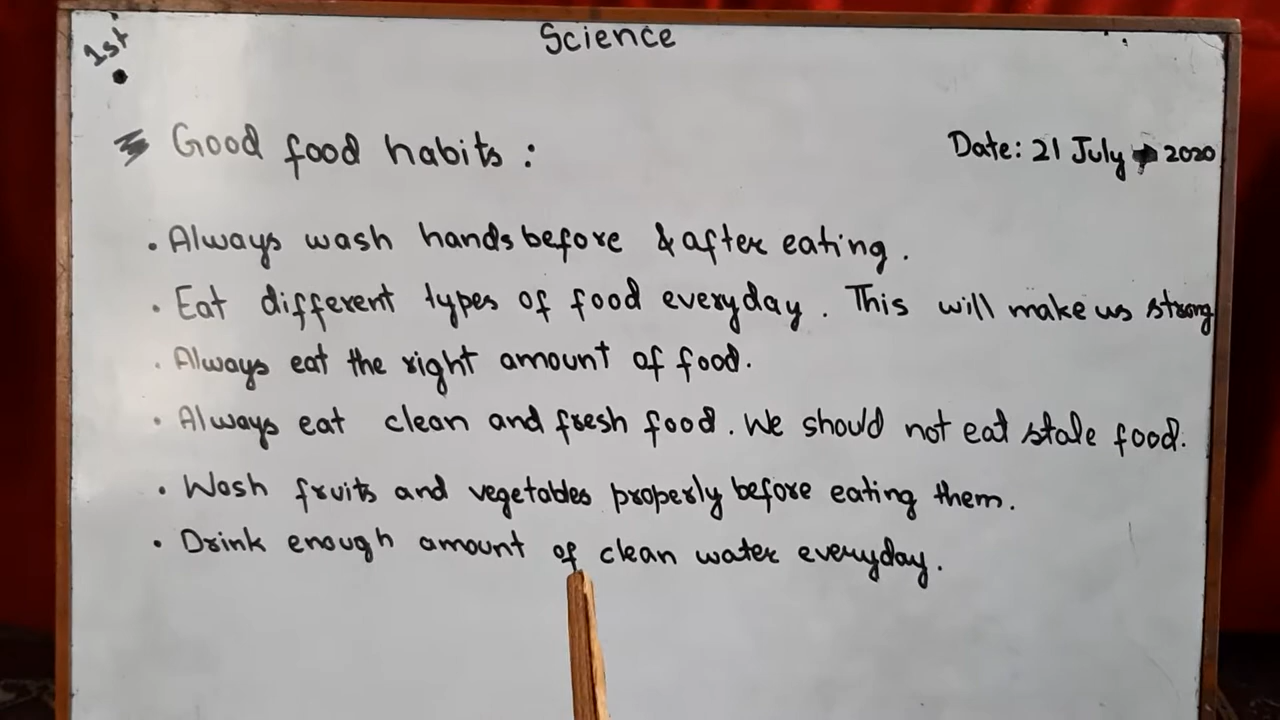 1st
Science
Good food habits :
Date: 21 July 2020
• Always wash hands before & after eating.
• Eat different types of food everyday. This will make us strong
• Always eat the right amount of food.
• Always eat clean and fresh food. We should not eat stale food.
• Wash fruits and vegetables properly before eating them.
• Drink enough amount of clean water everyday.